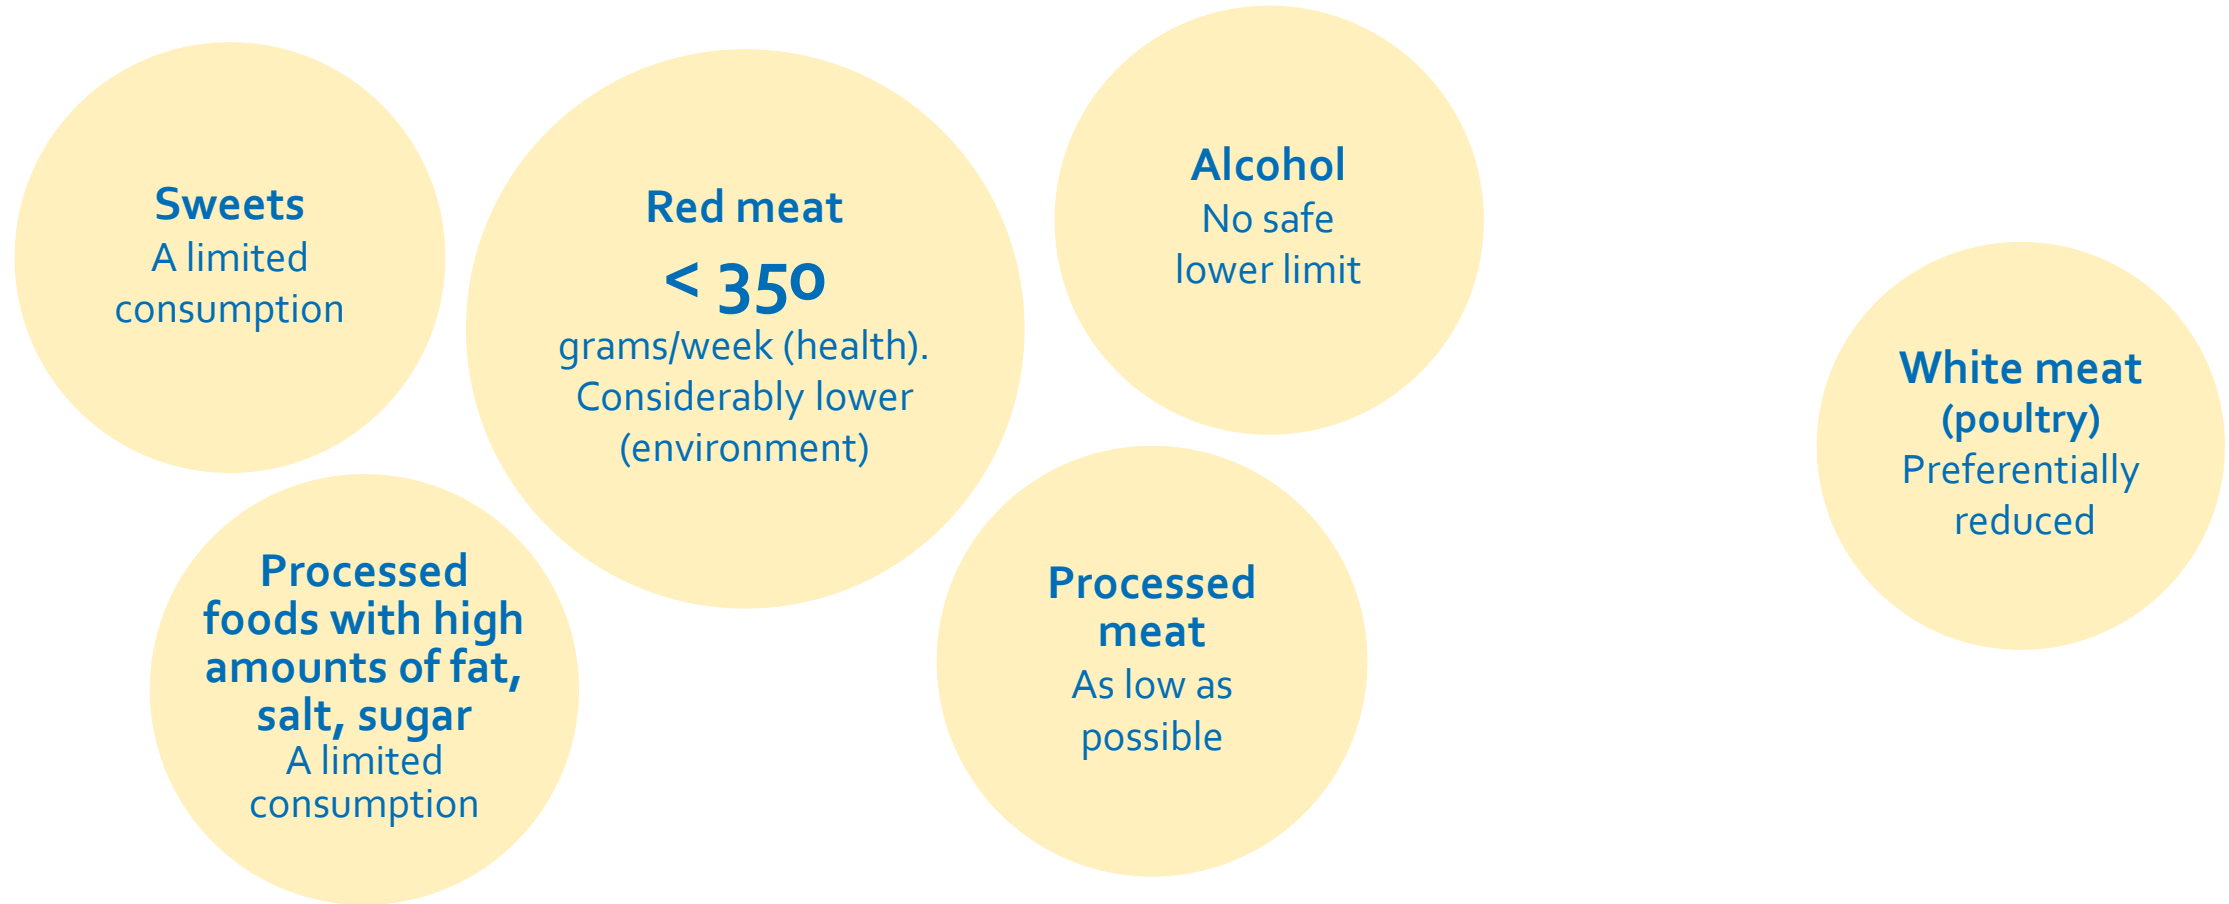 Sweets
A limited
consumption
Red meat
< 350
grams/week (health).
Considerably lower
(environment)
Alcohol
No safe
lower limit
White meat
(poultry)
Preferentially
reduced
Processed
foods with high
amounts of fat,
salt, sugar
A limited
consumption
Processed
meat
As low as
possible